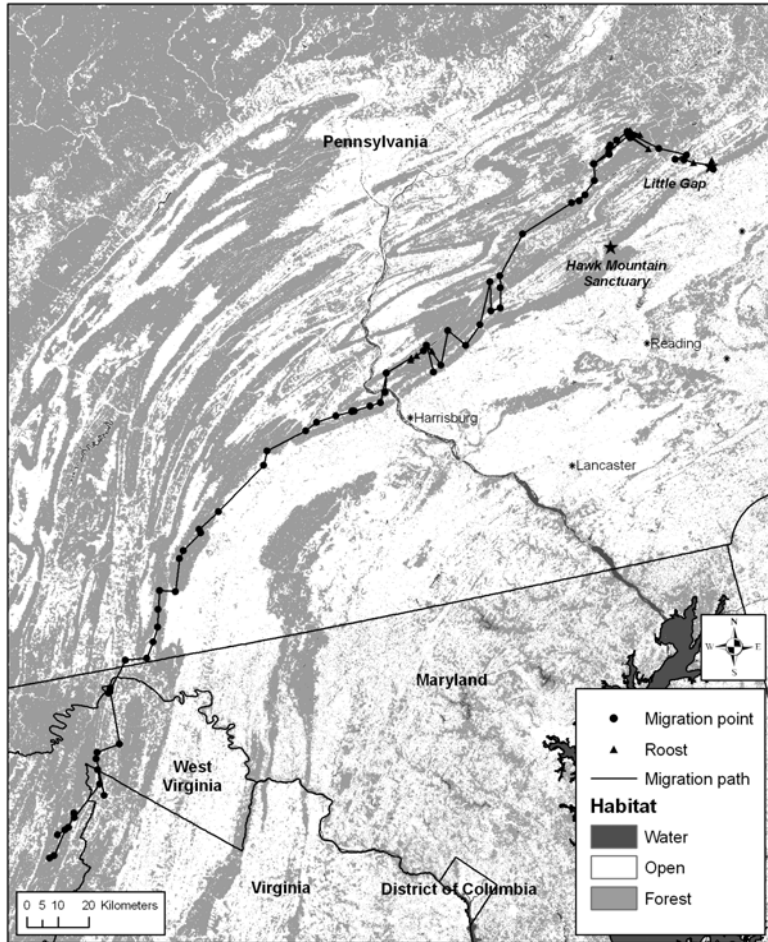 Pennsylvania
Little Gap
Hawk Mountain
Sanctuary
Reading
Harrisburg
Lancaster
N
W E
S
Maryland
West
Virginia
Virginia
District of Columbia
Migration point
Roost
Migration path
Habitat
Water
Open
Forest
0 5 10 20 Kilometers